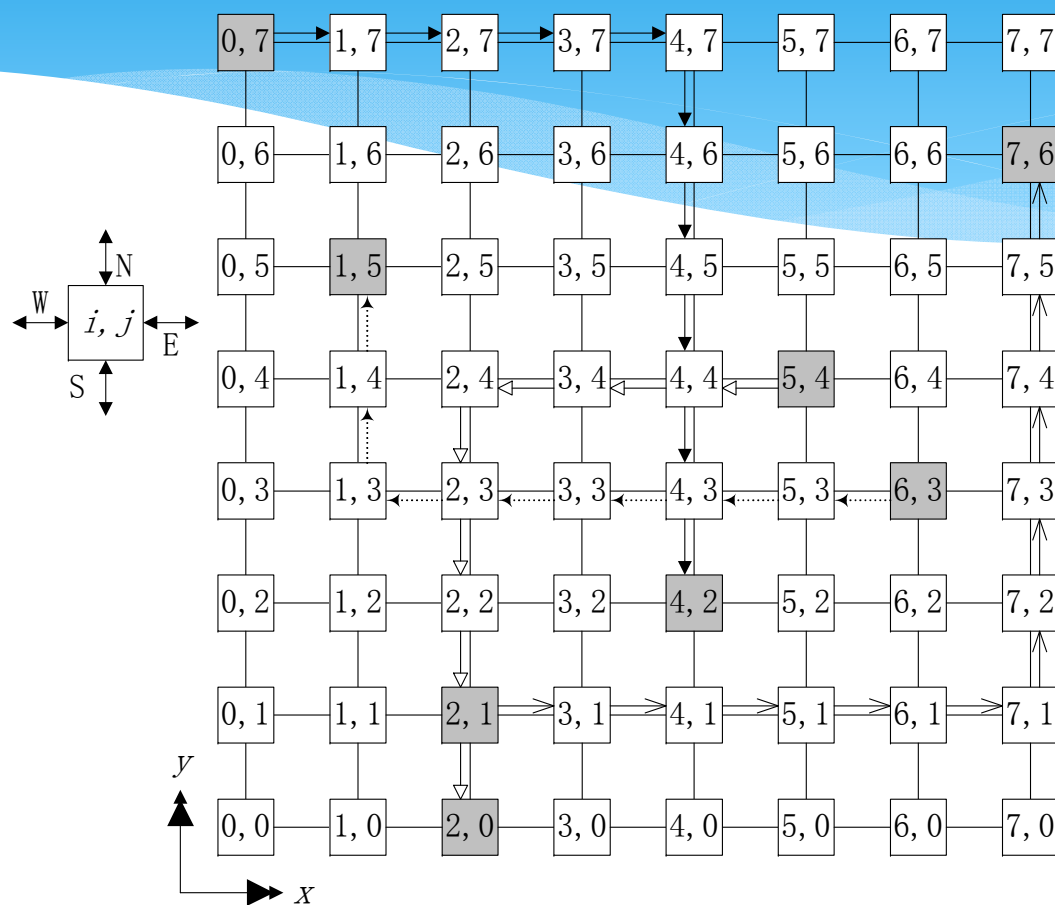 0, 7 1, 7 2, 7 3, 7 4, 7 5, 7 6, 7 7, 7
0, 6 1, 6 2, 6 3, 6 4, 6 5, 6 6, 6 7, 6
0, 5 1, 5 2, 5 3, 5 4, 5 5, 5 6, 5 7, 5
N
W
i, j
E
S
0, 4 1, 4 2, 4 3, 4 4, 4 5, 4 6, 4 7, 4
0, 3 1, 3 2, 3 3, 3 4, 3 5, 3 6, 3 7, 3
0, 2 1, 2 2, 2 3, 2 4, 2 5, 2 6, 2 7, 2
0, 1 1, 1 2, 1 3, 1 4, 1 5, 1 6, 1 7, 1
y
0, 0 1, 0 2, 0 3, 0 4, 0 5, 0 6, 0 7, 0
x